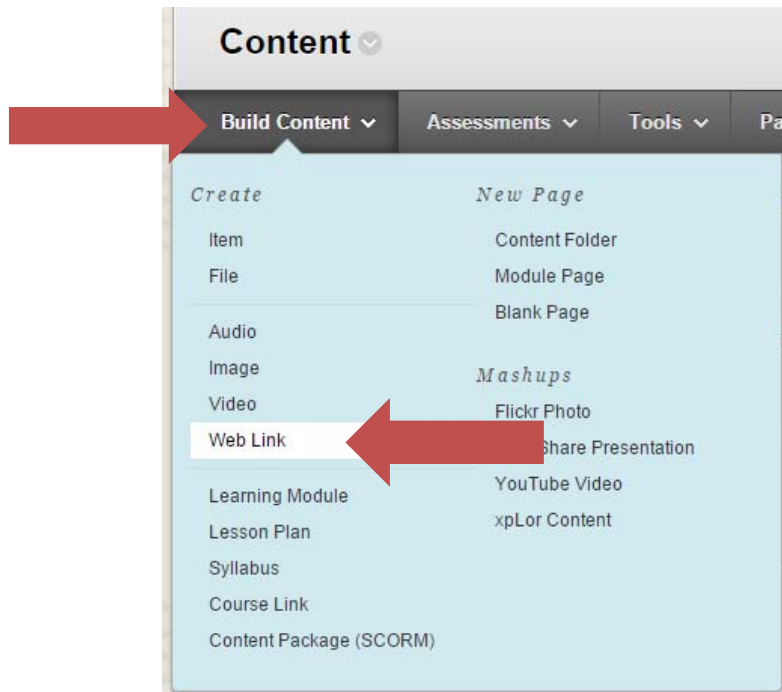 Content
Build Content
Assessments
Tools
Pa
Create
Item
File
Audio
Image
Video
Web Link
Learning Module
Lesson Plan
Syllabus
Course Link
Content Package (SCORM)
New Page
Content Folder
Module Page
Blank Page
Mashups
Flickr Photo
Share Presentation
YouTube Video
xpLor Content